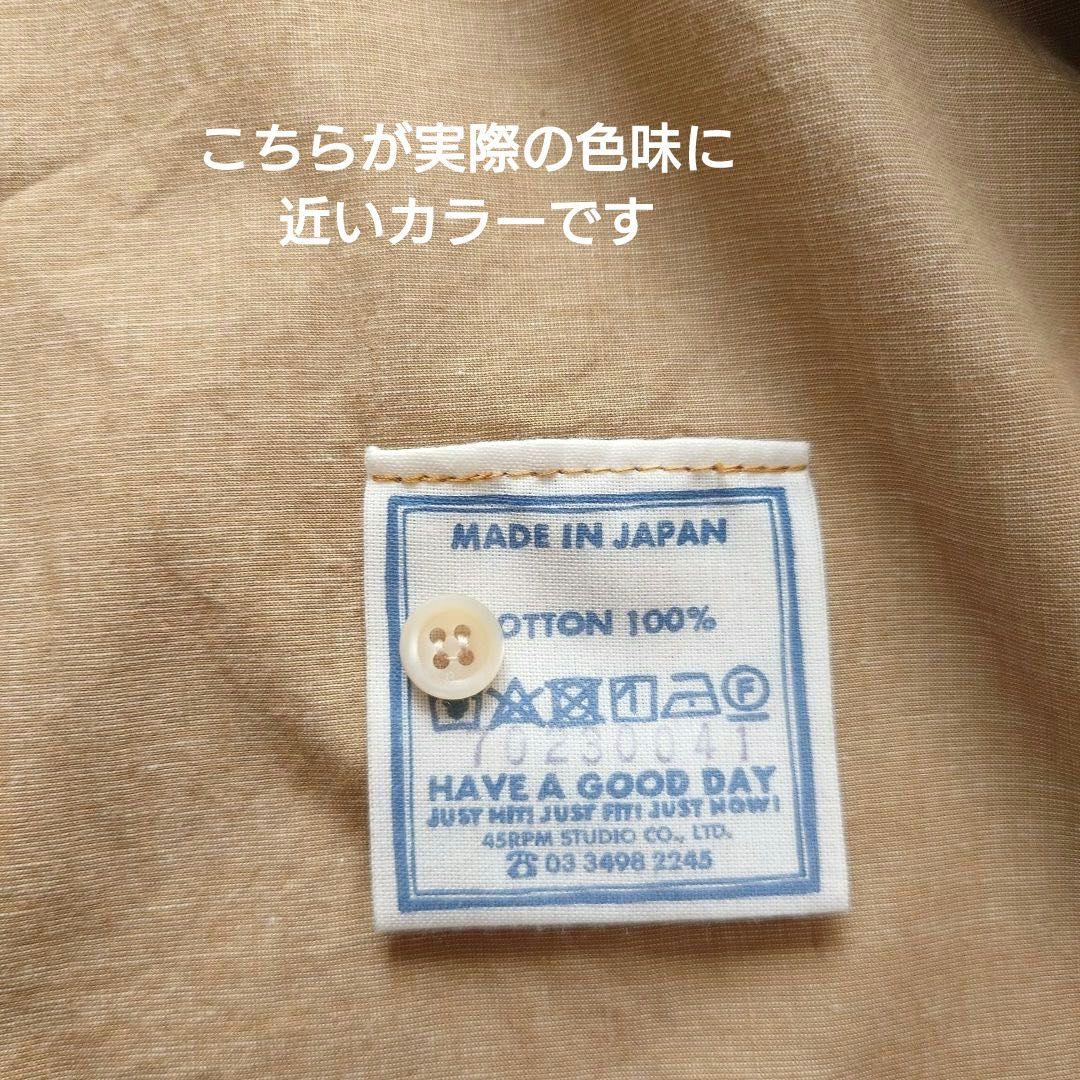 こちらが実際の色味に
近いカラーです
MADE IN JAPAN
OTTON 100%
F
70230041
HAVE A GOOD DAY
JUST HIT! JUST FIT! JUST NOW!
45RPM STUDIO CO., LTD.
☎ 03 3498 2245